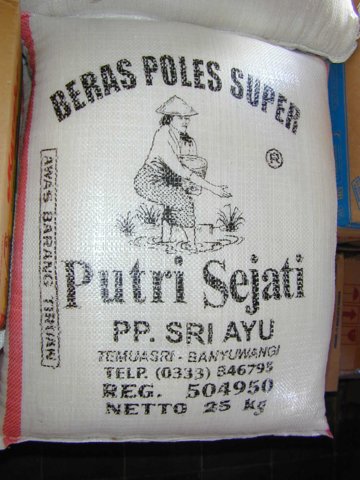 BERAS POLES SUPER
®
AWAS BARANG TIRUAN
Putri Sejati
PP. SRI AYU
TEMUASRI - BANYUWANGI
TELP. (0333) 846795
REG. 504950
NETTO 25 kg